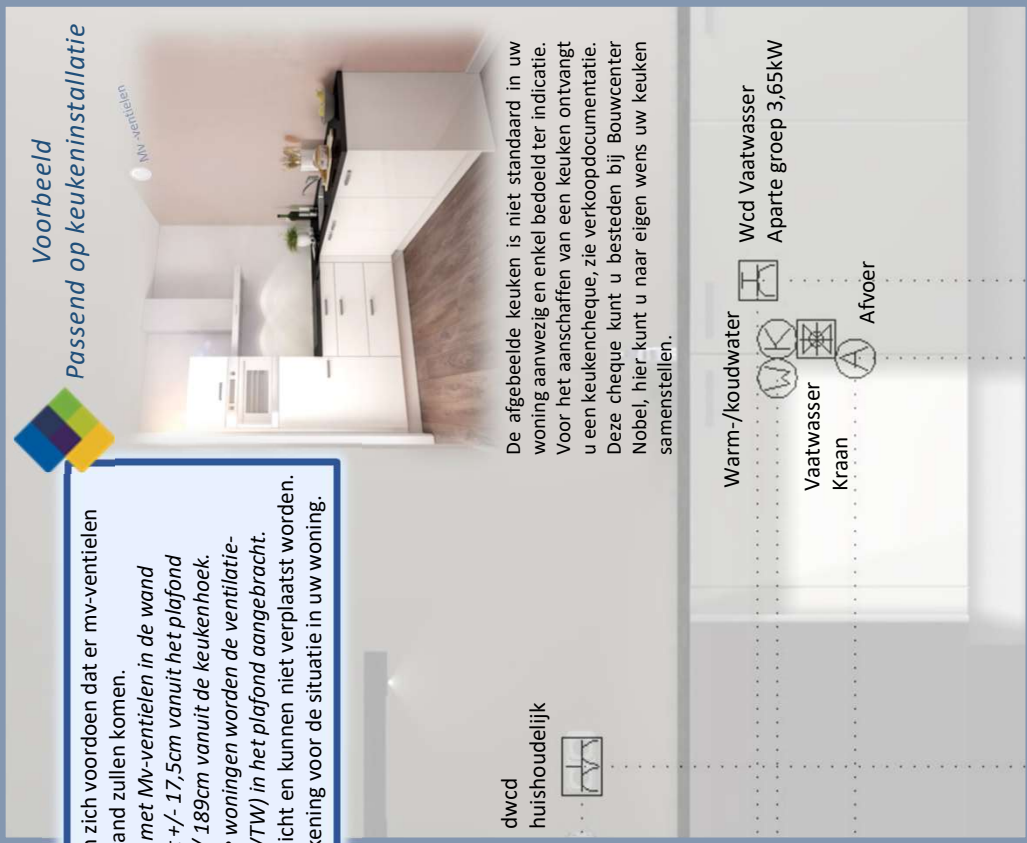 Voorbeeld
Passend op keukeninstallatie
zich voordoen dat er mv-ventielen
zullen komen.
met Mv-ventielen in de wand
+/- 17,5cm vanuit het plafond
189cm vanuit de keukenhoek.
woningen worden de ventilatie-
in het plafond aangebracht.
en kunnen niet verplaatst worden.
voor de situatie in uw woning.
Mv -ventielen
De afgebeelde keuken is niet standaard in uw
woning aanwezig en enkel bedoeld ter indicatie.
Voor het aanschaffen van een keuken ontvangt
u een keukencheque, zie verkoopdocumentatie.
Deze cheque kunt u besteden bij Bouwcenter
Nobel, hier kunt u naar eigen wens uw keuken
samenstellen.
dwcd
huishoudelijk
Warm-/koudwater
Wcd Vaatwasser
Aparte groep 3,65kW
W K
Vaatwasser
Kraan
A
Afvoer